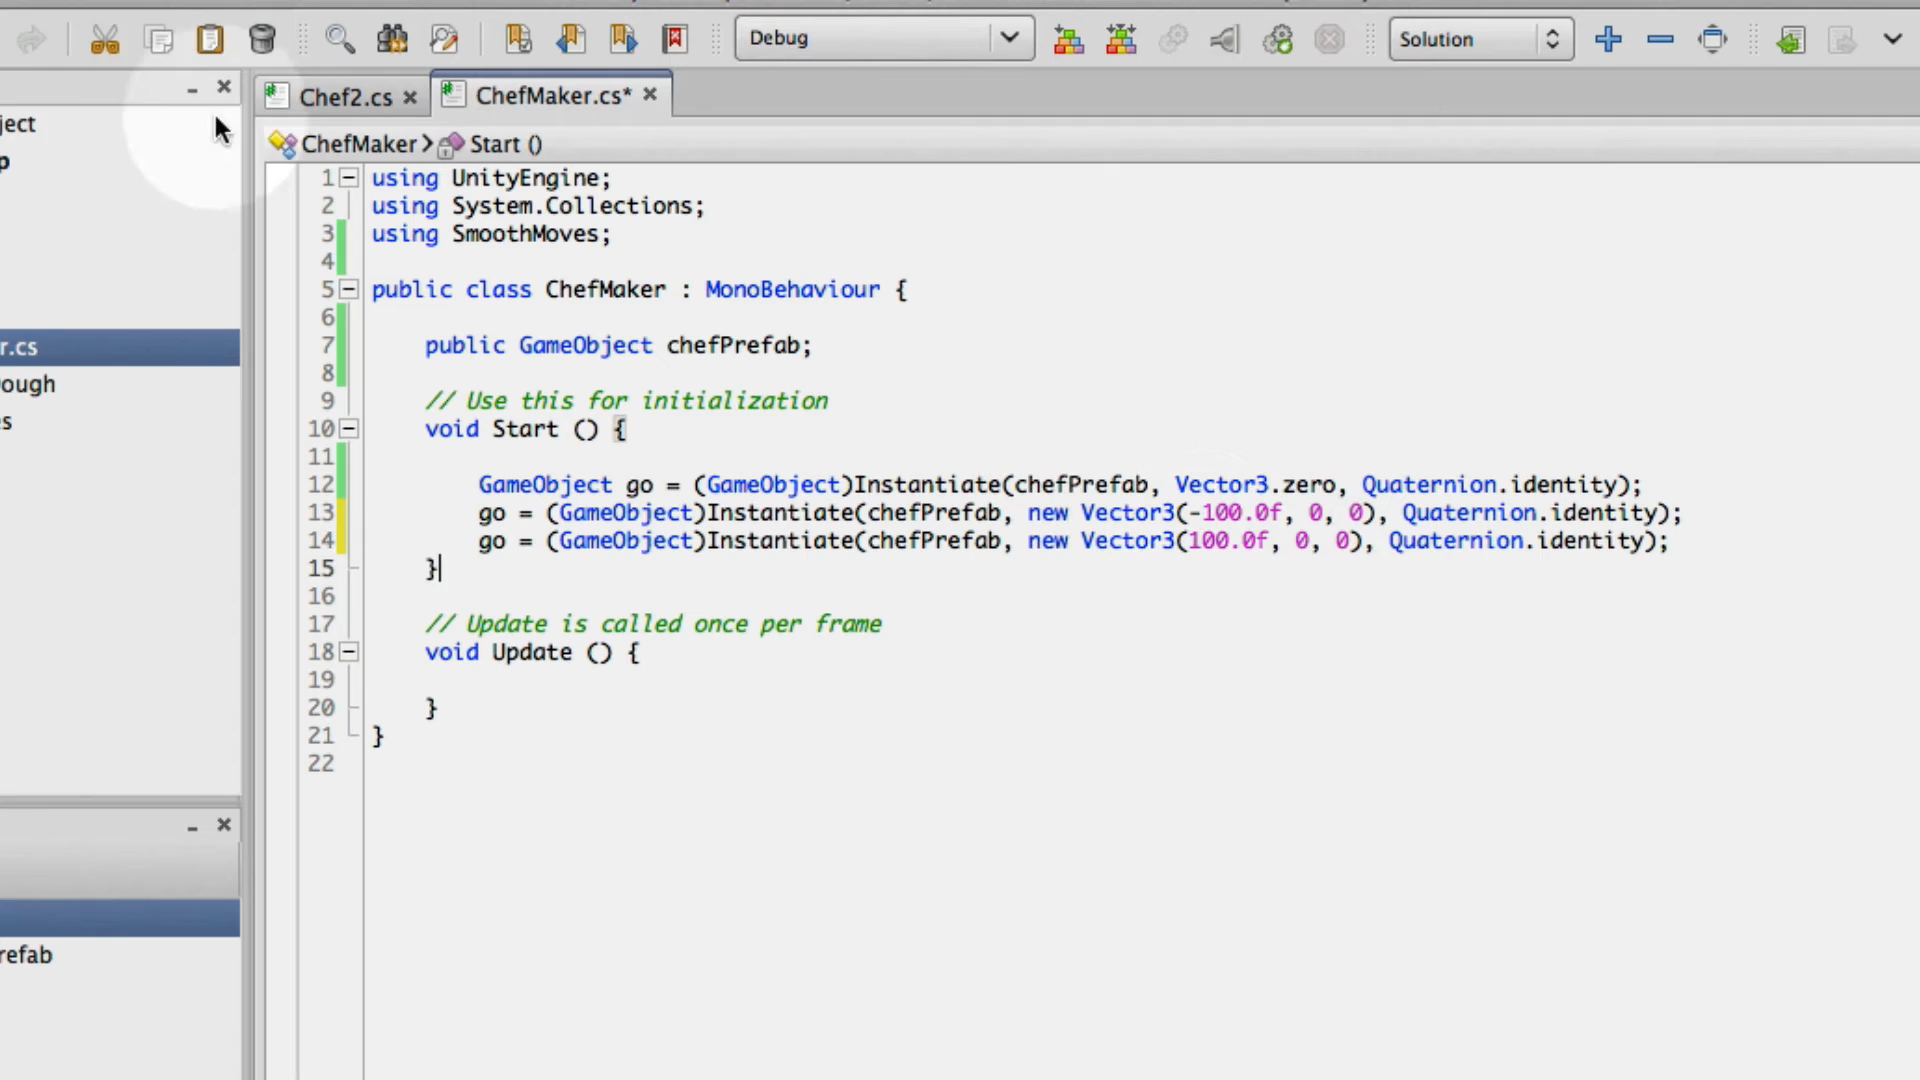 Debug
Solution
ject
p
Chef2.cs
ChefMaker.cs*
ChefMaker
Start ()
r.cs
ough
s
refab
1 using UnityEngine;
2 using System.Collections;
3 using SmoothMoves;
4
5 public class ChefMaker : MonoBehaviour {
6
7 public GameObject chefPrefab;
8
9 // Use this for initialization
10 void Start () {
11
12 GameObject go = (GameObject)Instantiate(chefPrefab, Vector3.zero, Quaternion.identity);
13 go = (GameObject)Instantiate(chefPrefab, new Vector3(-100.0f, 0, 0), Quaternion.identity);
14 go = (GameObject)Instantiate(chefPrefab, new Vector3(100.0f, 0, 0), Quaternion.identity);
15 }
16
17 // Update is called once per frame
18 void Update () {
19
20 }
21 }
22